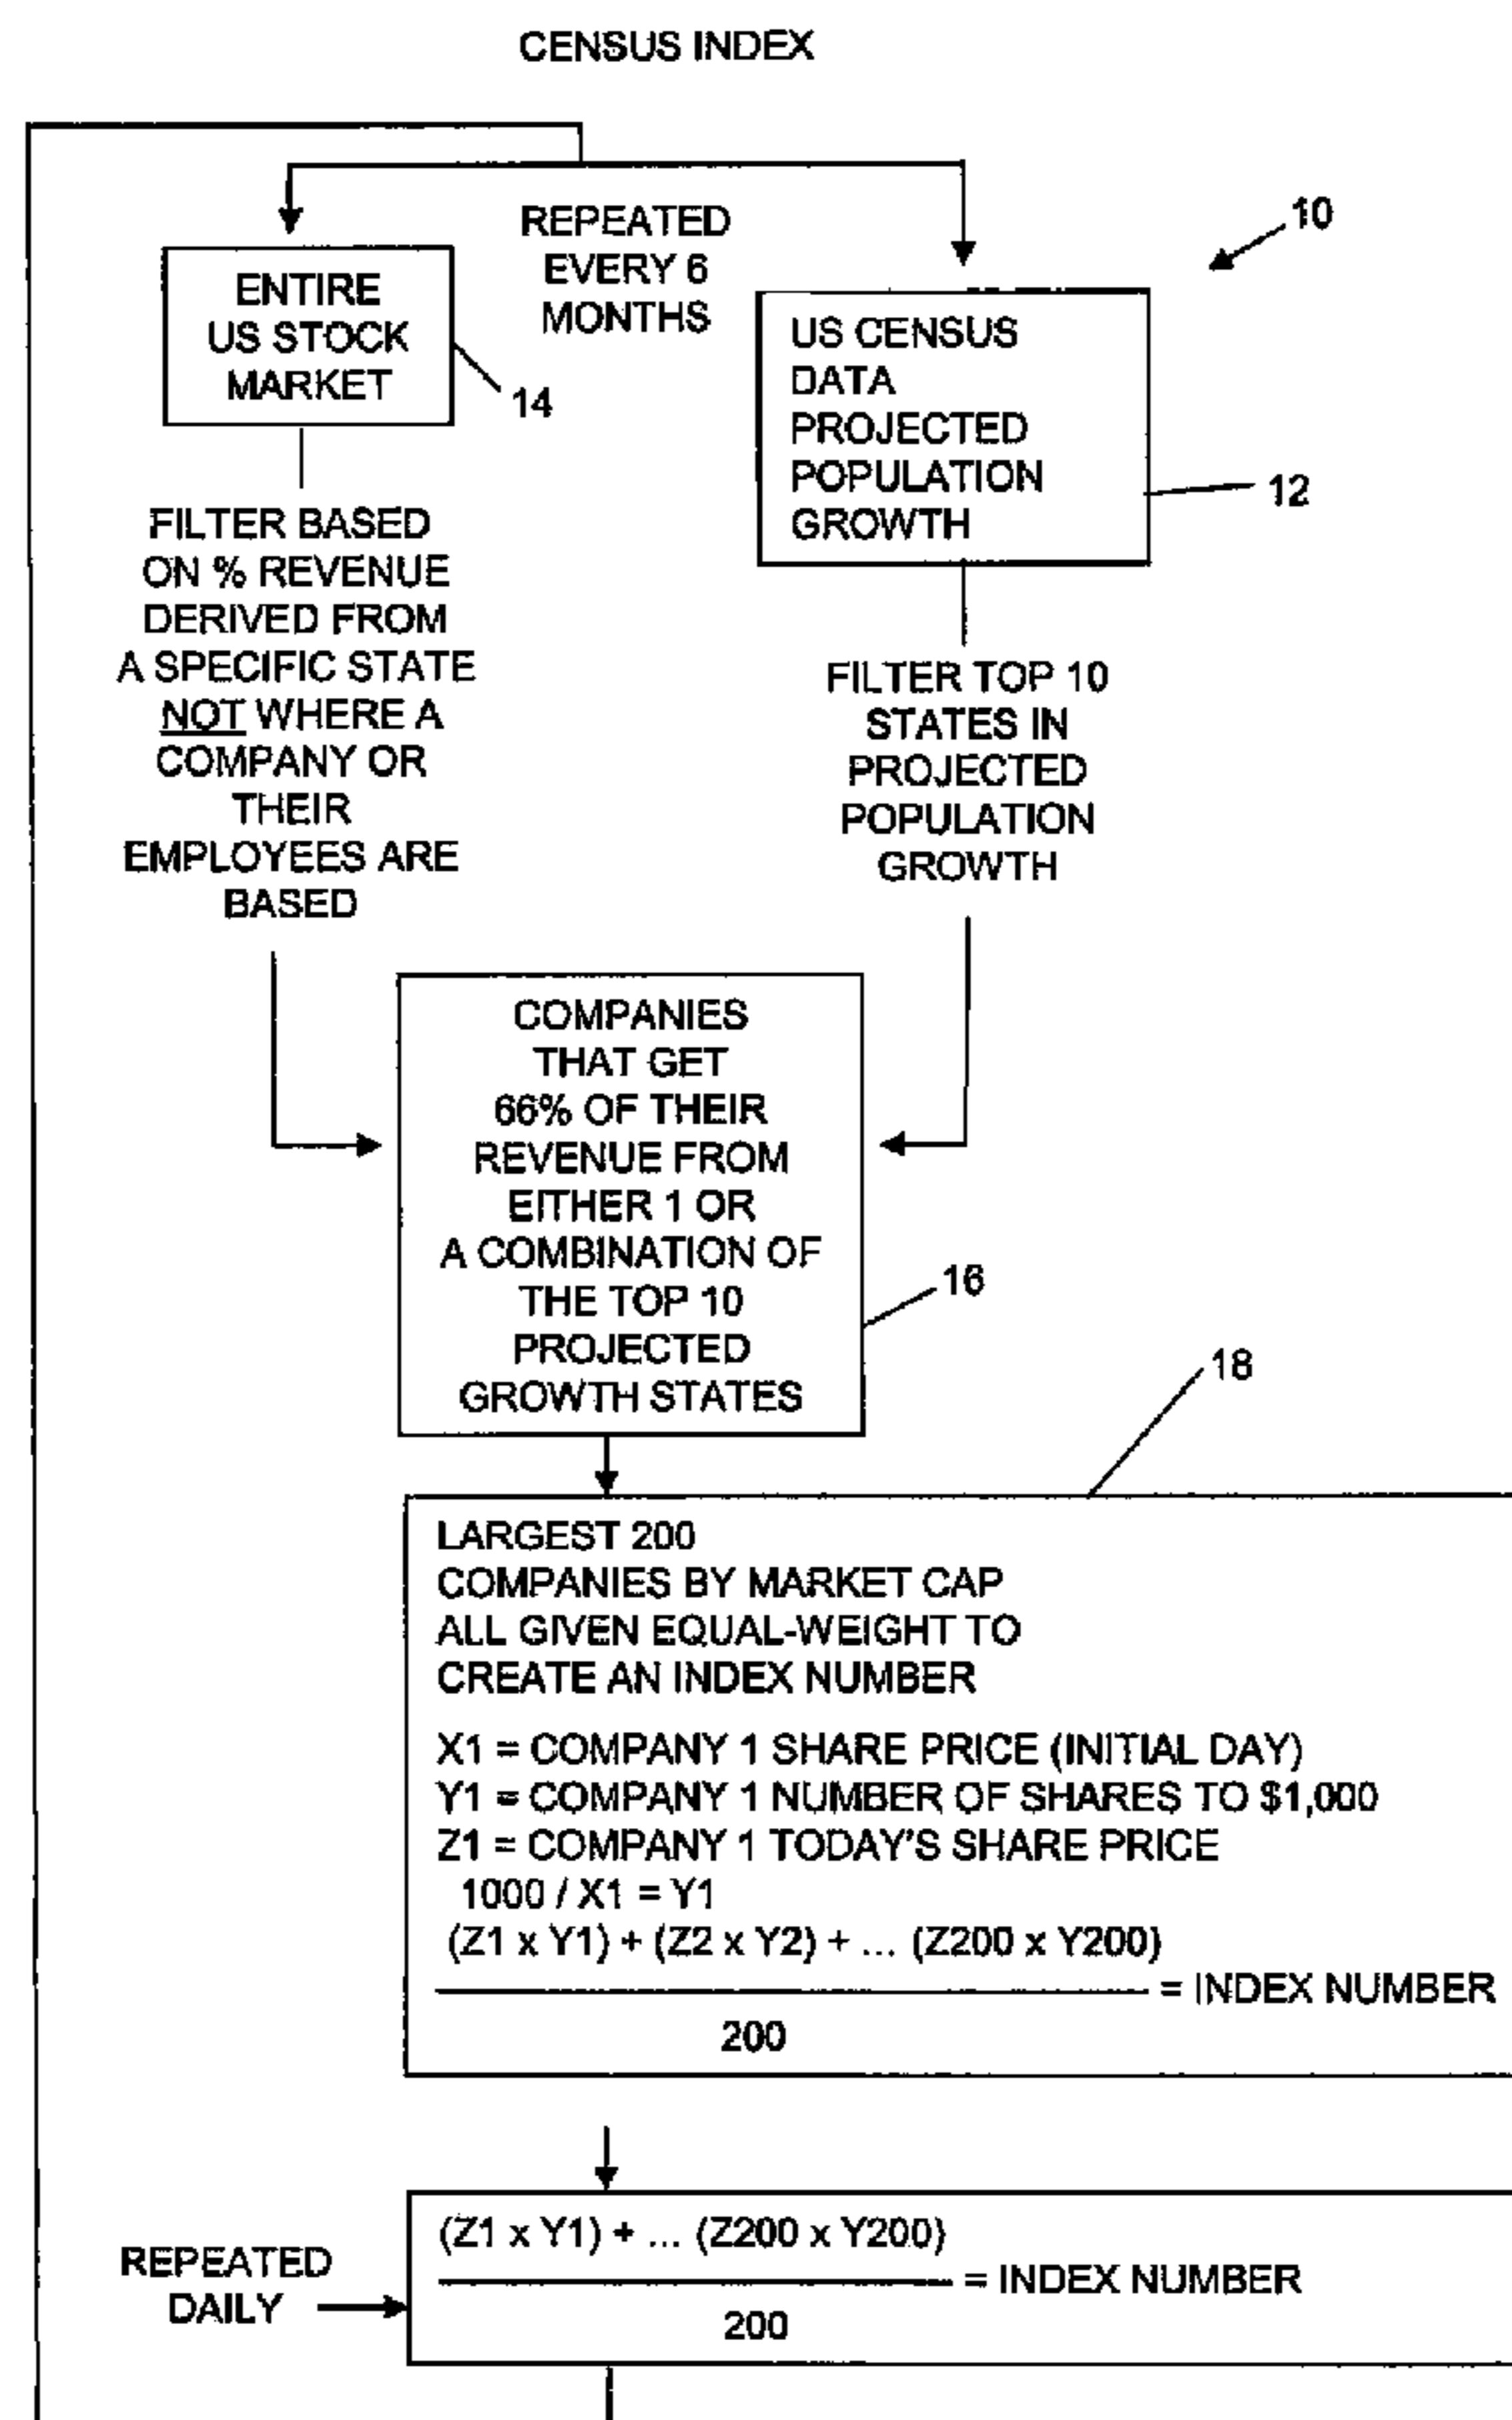 CENSUS INDEX
REPEATED
EVERY 6
MONTHS
10
ENTIRE
US STOCK
MARKET
14
US CENSUS
DATA
PROJECTED
POPULATION
GROWTH
12
FILTER BASED
ON % REVENUE
DERIVED FROM
A SPECIFIC STATE
NOT WHERE A
COMPANY OR
THEIR
EMPLOYEES ARE
BASED
FILTER TOP 10
STATES IN
PROJECTED
POPULATION
GROWTH
COMPANIES
THAT GET
66% OF THEIR
REVENUE FROM
EITHER 1 OR
A COMBINATION OF
THE TOP 10
PROJECTED
GROWTH STATES
16
18
LARGEST 200
COMPANIES BY MARKET CAP
ALL GIVEN EQUAL-WEIGHT TO
CREATE AN INDEX NUMBER
X1 = COMPANY 1 SHARE PRICE (INITIAL DAY)
Y1 = COMPANY 1 NUMBER OF SHARES TO $1,000
Z1 = COMPANY 1 TODAY'S SHARE PRICE
1000 / X1 = Y1
(Z1 x Y1) + (Z2 x Y2) + ... (Z200 x Y200)
= INDEX NUMBER
200
(Z1 x Y1) + ... (Z200 x Y200)
= INDEX NUMBER
200
REPEATED
DAILY